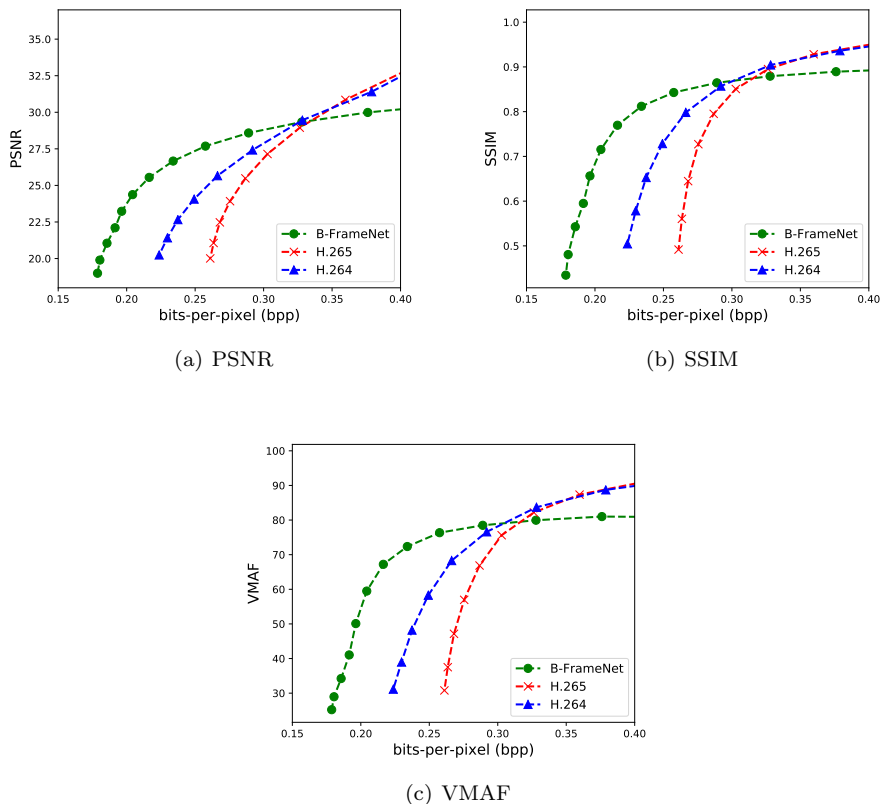 35.0
32.5
30.0
27.5
25.0
22.5
20.0
PSNR
B-FrameNet
H.265
H.264
0.15 0.20 0.25 0.30 0.35 0.40
bits-per-pixel (bpp)
(a) PSNR
1.0
0.9
0.8
0.7
0.6
0.5
SSIM
B-FrameNet
H.265
H.264
0.15 0.20 0.25 0.30 0.35 0.40
bits-per-pixel (bpp)
(b) SSIM
100
90
80
70
60
50
40
30
VMAF
B-FrameNet
H.265
H.264
0.15 0.20 0.25 0.30 0.35 0.40
bits-per-pixel (bpp)
(c) VMAF